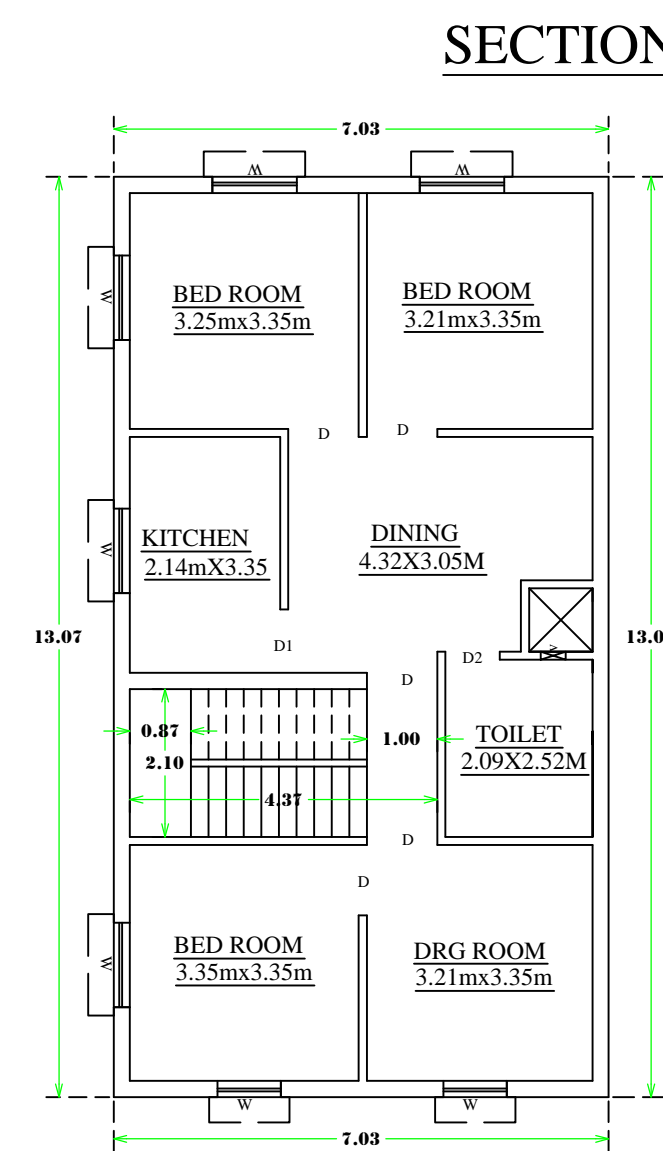 SECTION
7.03
W
W
W
BED ROOM
3.25mx3.35m
BED ROOM
3.21mx3.35m
D
D
W
KITCHEN
2.14mX3.35
DINING
4.32X3.05M
13.07
13.0
D1
D2
V
D
0.87
2.10
1.00
TOILET
2.09X2.52M
4.37
D
D
W
BED ROOM
3.35mx3.35m
DRG ROOM
3.21mx3.35m
W
W
7.03